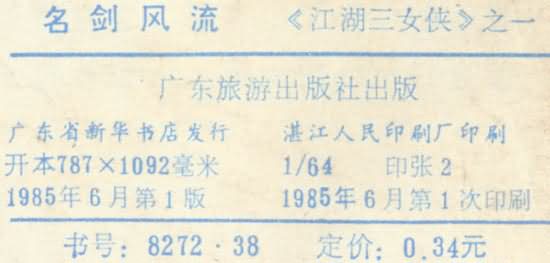 名剑风流 《江湖三女侠》之一
广东旅游出版社出版
广东省新华书店发行 湛江人民印刷厂印刷
开本787×1092毫米 1/64 印张2
1985年6月第1版 1985年6月第1次印刷
书号：8272·38 定价：0.34元